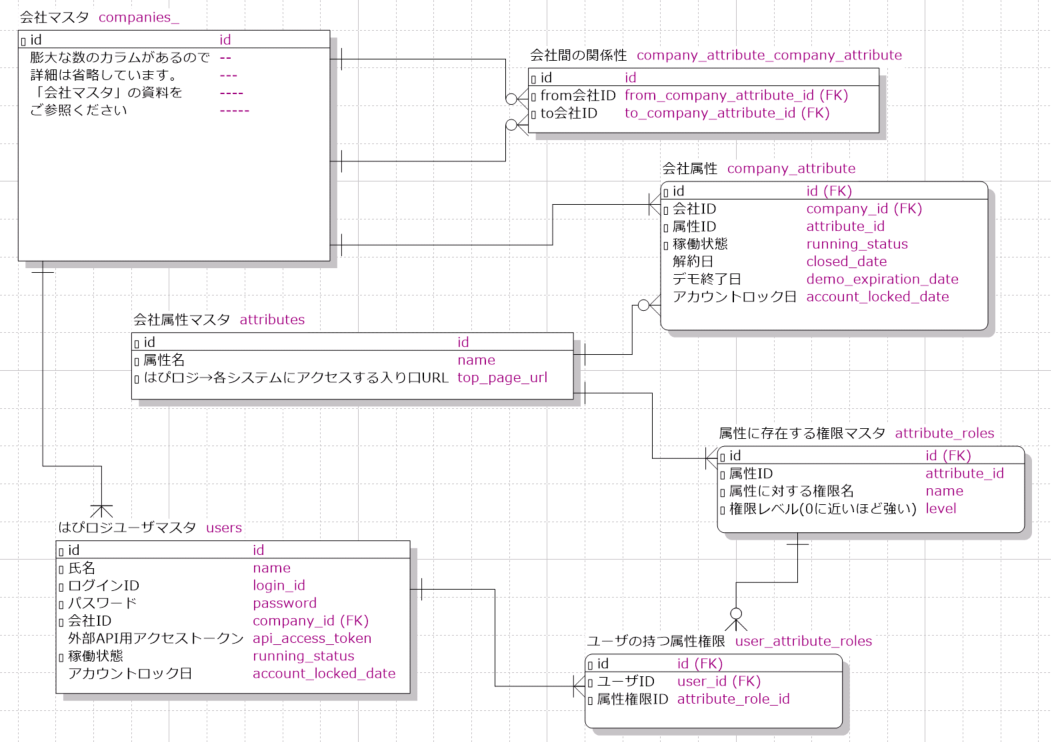 会社マスタ companies_
id id
膨大な数のカラムがあるので --
詳細は省略しています。 ---
「会社マスタ」の資料を ----
ご参照ください -----
会社間の関係性 company_attribute_company_attribute
id id
from会社ID from_company_attribute_id (FK)
to会社ID to_company_attribute_id (FK)
会社属性 company_attribute
id id (FK)
会社ID company_id (FK)
属性ID attribute_id
稼働状態 running_status
解約日 closed_date
デモ終了日 demo_expiration_date
アカウントロック日 account_locked_date
会社属性マスタ attributes
id id
属性名 name
はぴロジ→各システムにアクセスする入り口URL top_page_url
属性に存在する権限マスタ attribute_roles
id id (FK)
属性ID attribute_id
属性に対する権限名 name
権限レベル(0に近いほど強い) level
はぴロジユーザマスタ users
id id
氏名 name
ログインID login_id
パスワード password
会社ID company_id (FK)
外部API用アクセストークン api_access_token
稼働状態 running_status
アカウントロック日 account_locked_date
ユーザの持つ属性権限 user_attribute_roles
id id (FK)
ユーザID user_id (FK)
属性権限ID attribute_role_id